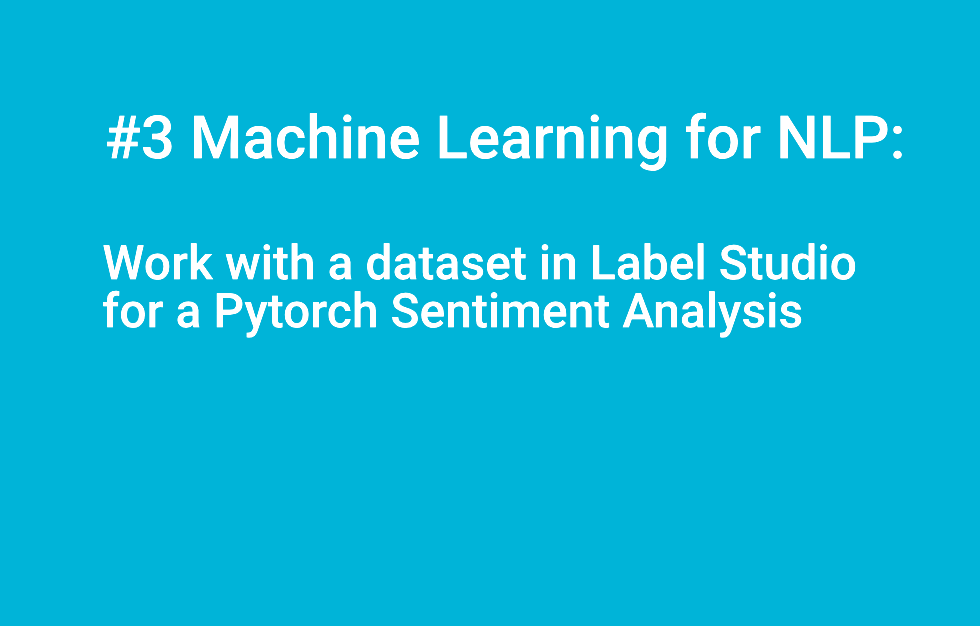 #3 Machine Learning for NLP:
Work with a dataset in Label Studio
for a Pytorch Sentiment Analysis